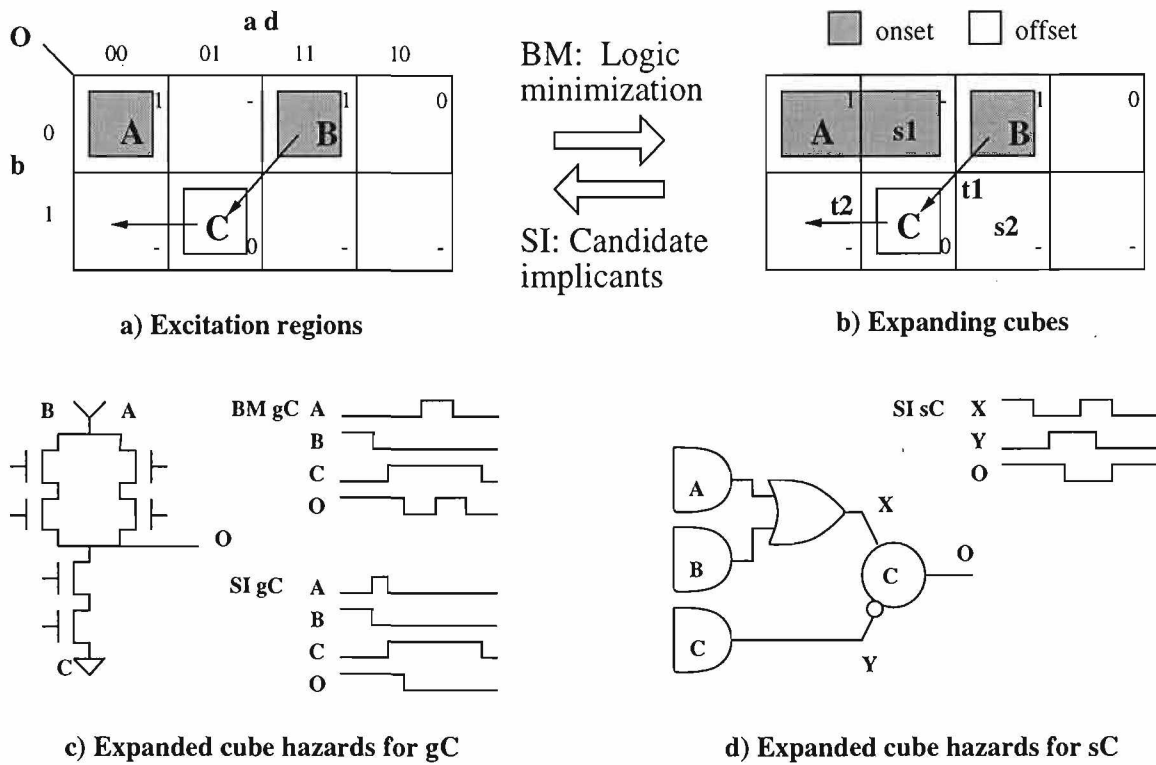 a d
O
00 01 11 10
1 - 1 0
0
A B
b
1
C
- 0 - -
a) Excitation regions
BM: Logic
minimization
SI: Candidate
implicants
onset offset
1 - 1 0
A s1 B
t1
t2 C s2
- 0 - -
b) Expanding cubes
B A
O
C
BM gC A
B
C
O
SI gC A
B
C
O
c) Expanded cube hazards for gC
SI sC X
Y
O
A
X
B
C
O
C
Y
d) Expanded cube hazards for sC